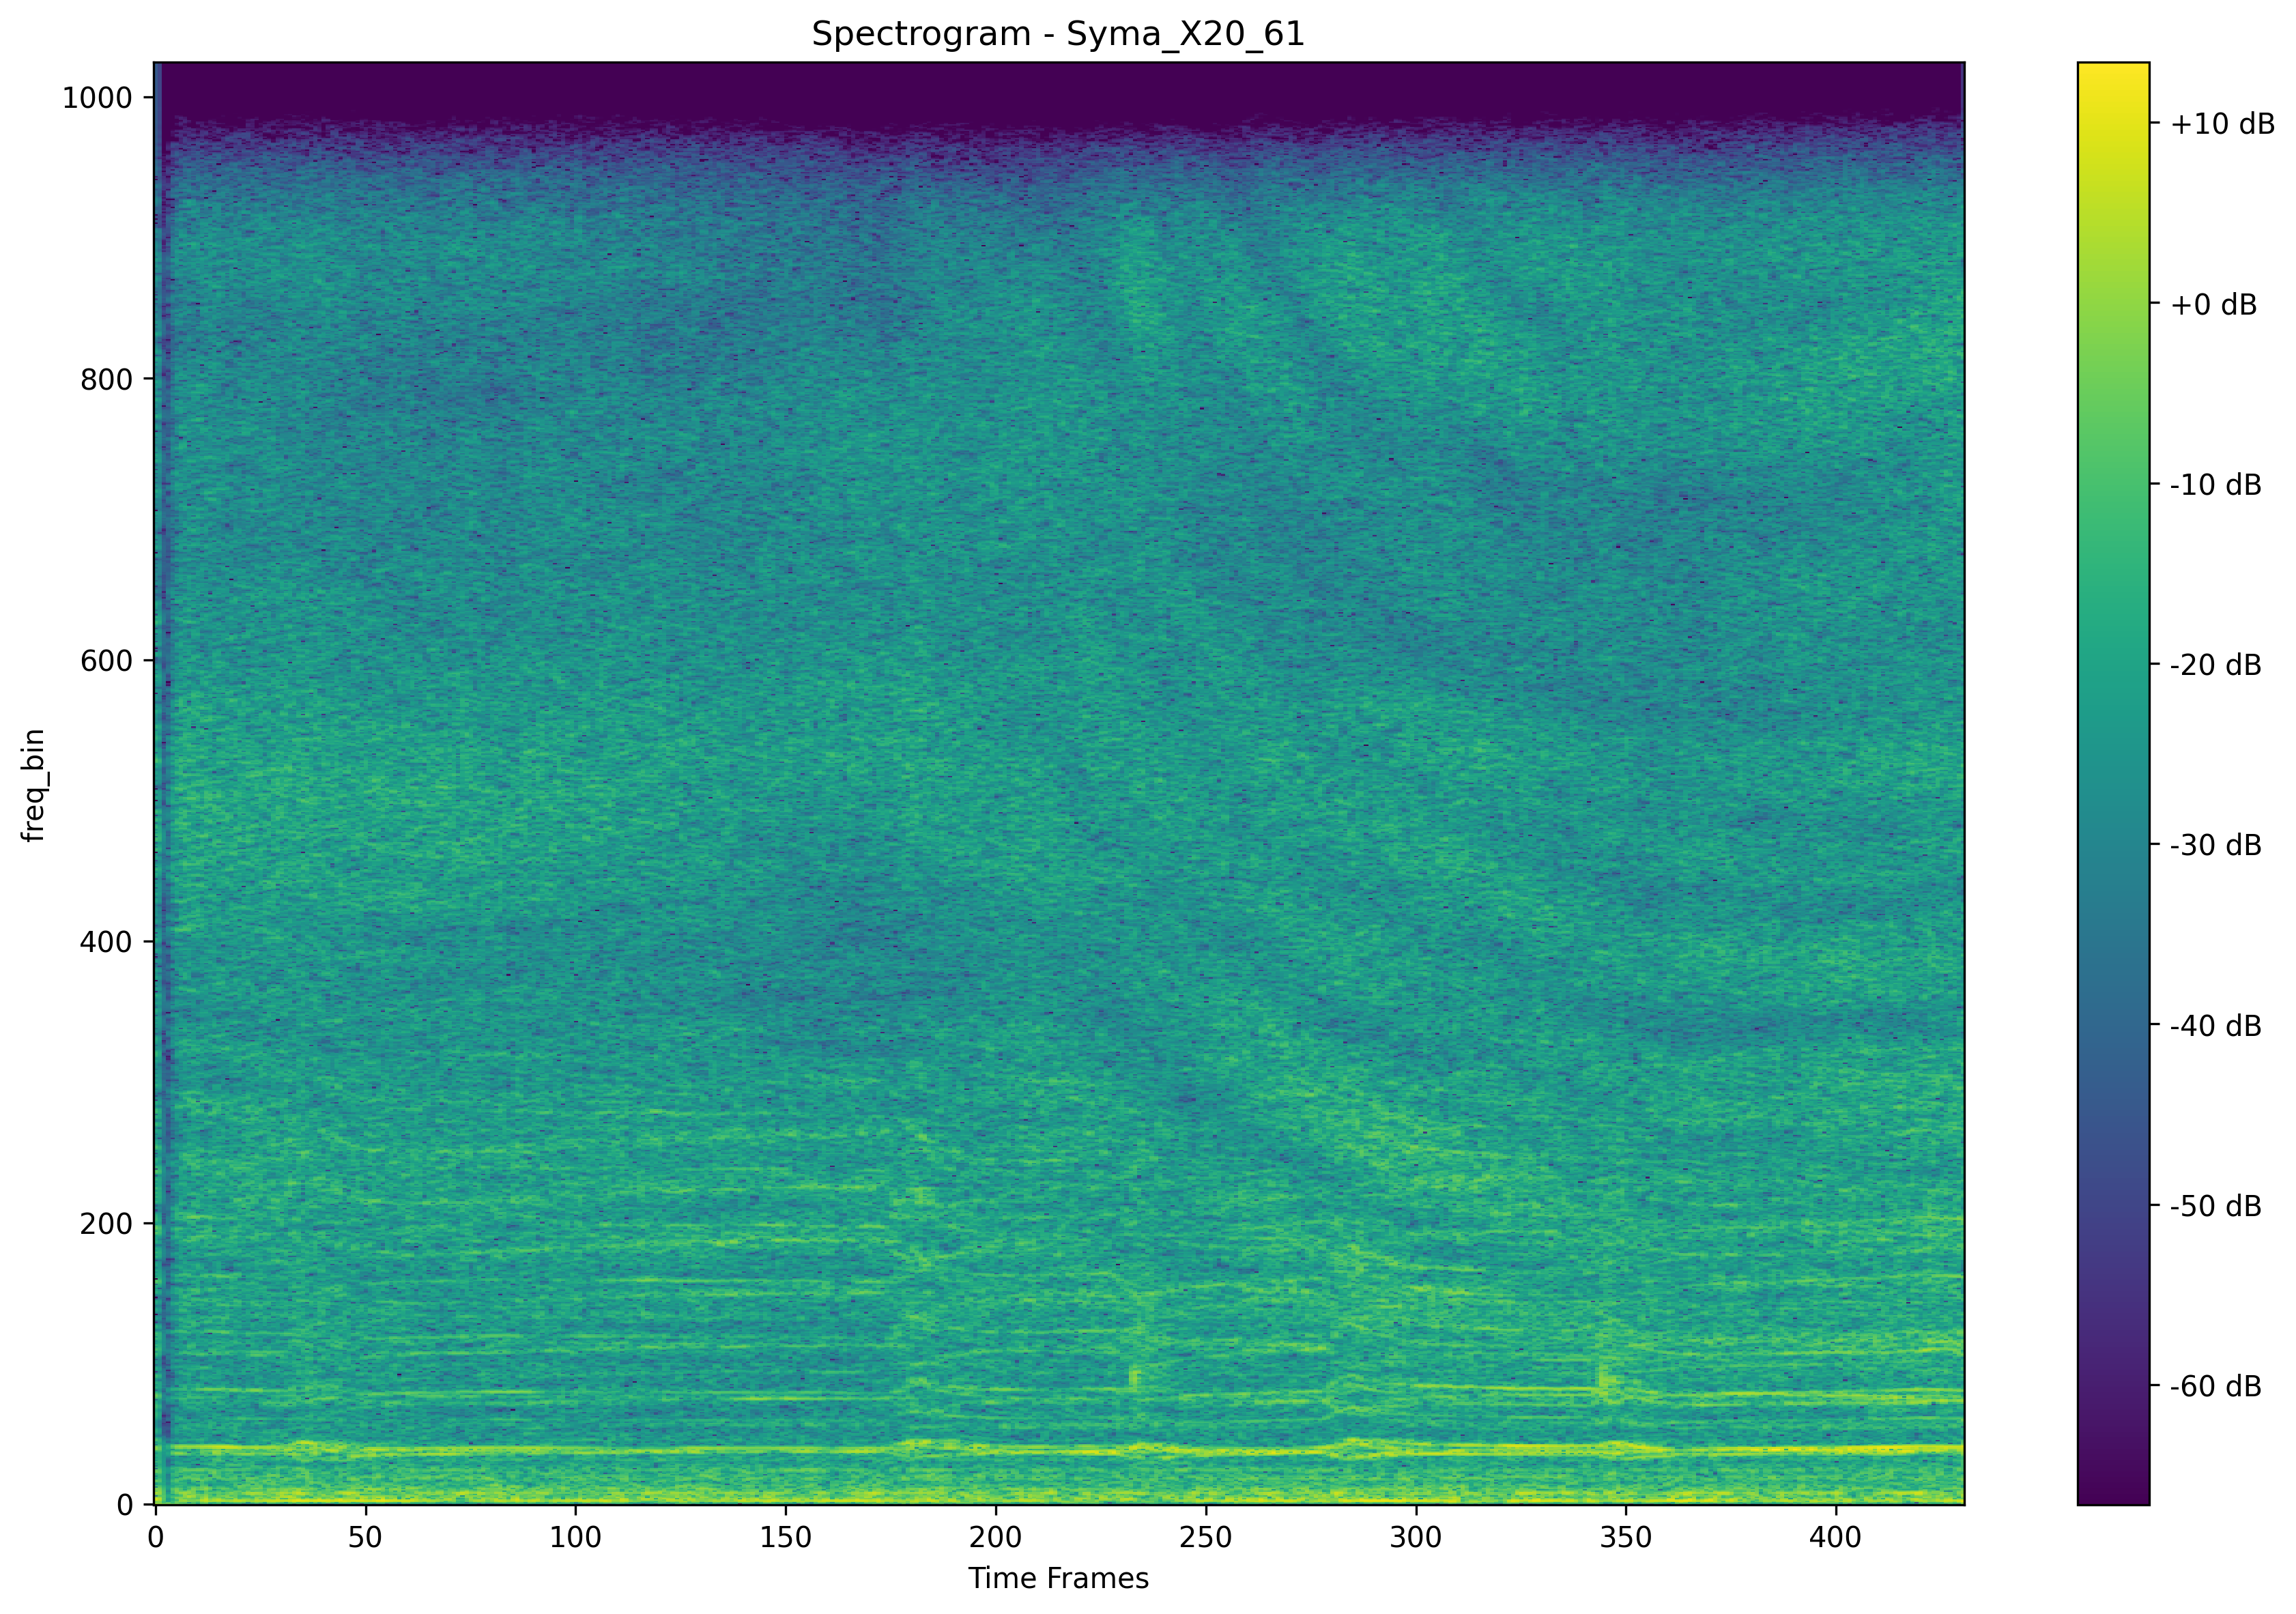 Spectrogram - Syma_X20_61
1000
800
600
400
200
0
freq_bin
0 50 100 150 200 250 300 350 400
Time Frames
+10 dB
+0 dB
-10 dB
-20 dB
-30 dB
-40 dB
-50 dB
-60 dB